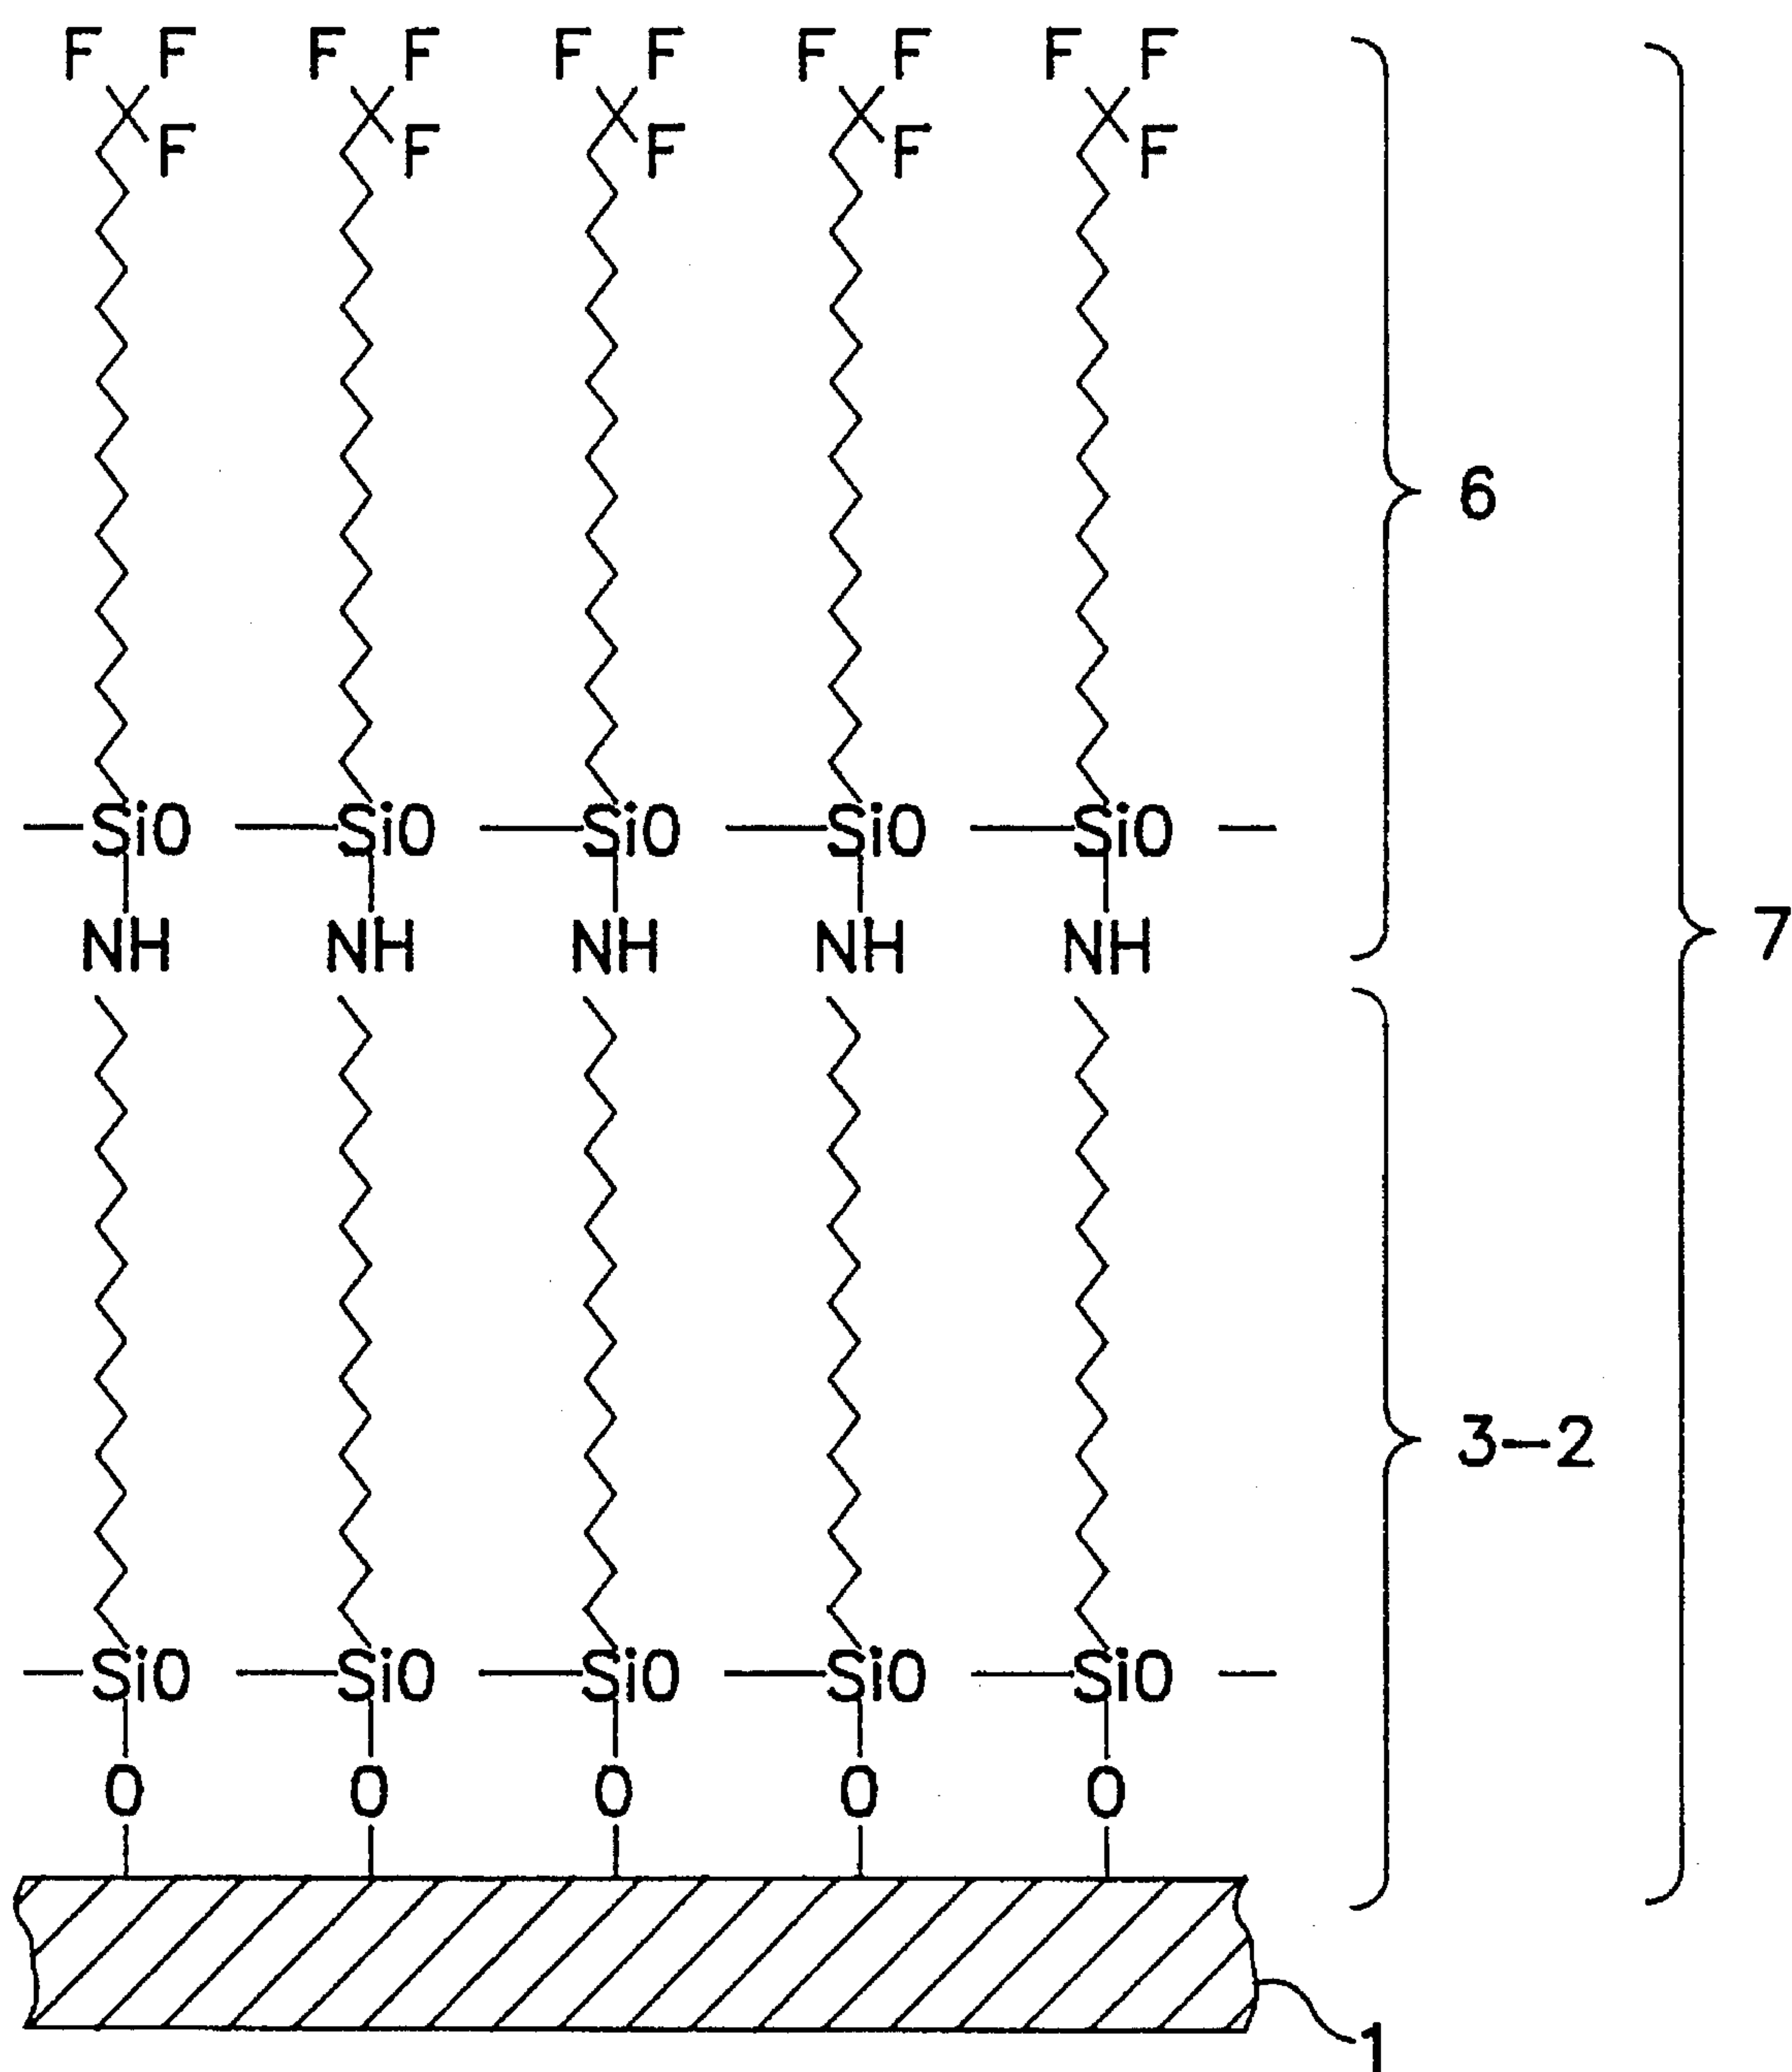 F F F F F F F F F F
F F F F F
6
—SiO —SiO —SiO —SiO —SiO —
NH NH NH NH NH
7
3-2
—SiO —SiO —SiO —SiO —SiO —
O O O O O
1